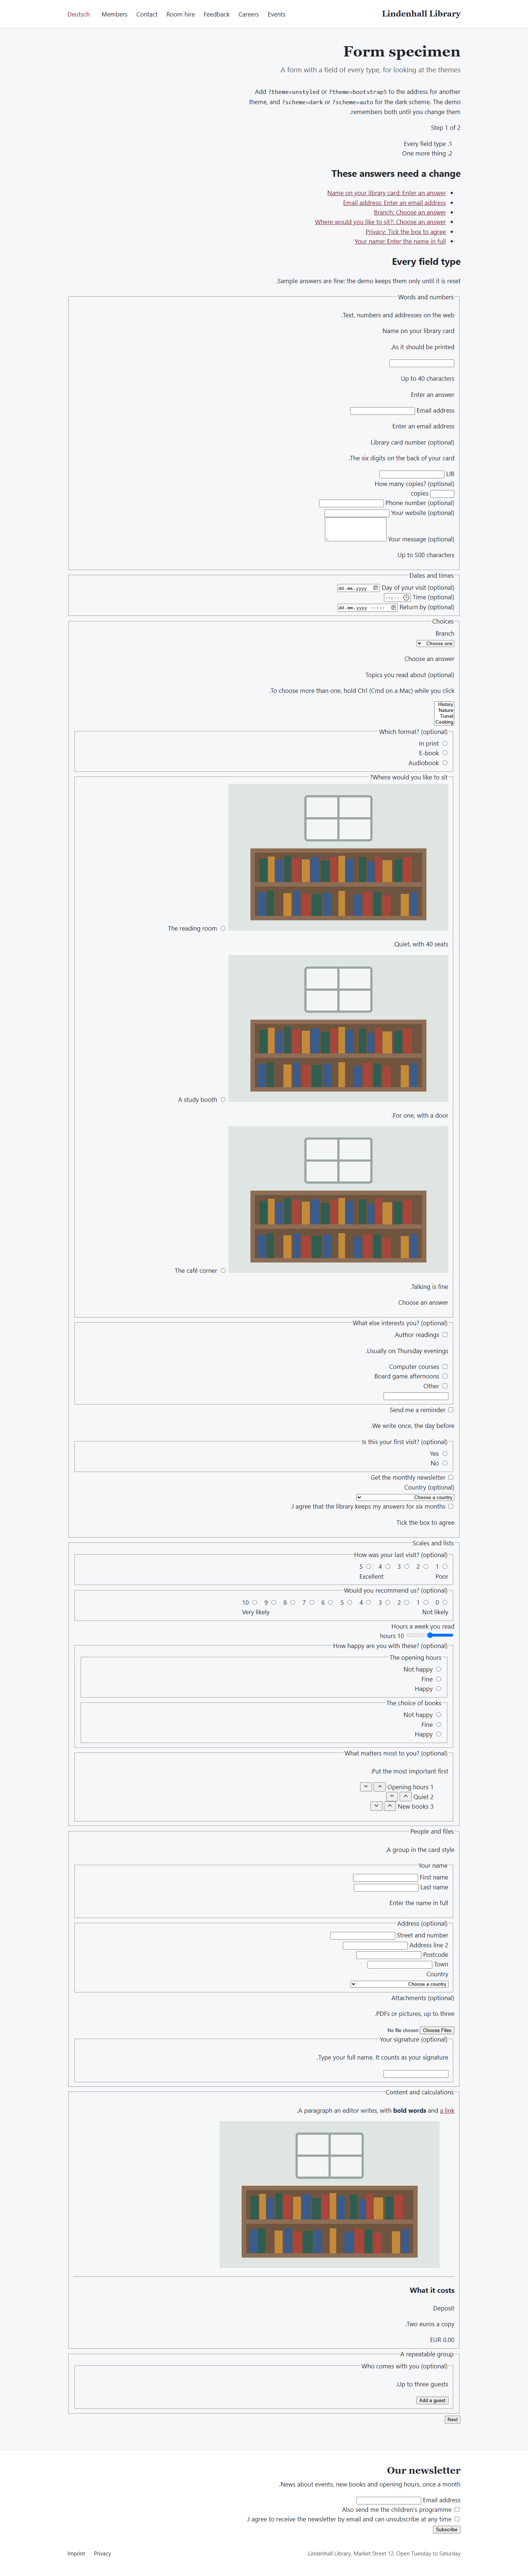 Lindenhall Library
Events
Careers
Feedback
Room hire
Contact
Members
Deutsch
Form specimen
.A form with a field of every type, for looking at the themes
Add ?theme=unstyled or ?theme=bootstrap5 to the address for another
theme, and ?scheme=dark or ?scheme=auto for the dark scheme. The demo
.remembers both until you change them
Step 1 of 2
.1 Every field type
.2 One more thing
These answers need a change
Name on your library card: Enter an answer
Email address: Enter an email address
Branch: Choose an answer
Where would you like to sit?: Choose an answer
Privacy: Tick the box to agree
Your name: Enter the name in full
Every field type
.Sample answers are fine: the demo keeps them only until it is reset
Words and numbers
.Text, numbers and addresses on the web
Name on your library card
.As it should be printed
Up to 40 characters
Enter an answer
Email address
Enter an email address
Library card number (optional)
.The six digits on the back of your card
LIB
How many copies? (optional)
copies
Phone number (optional)
Your website (optional)
Your message (optional)
Up to 500 characters
Dates and times
Day of your visit (optional) dd.mm.yyyy
Time (optional) --:--
Return by (optional) dd.mm.yyyy --:--
Choices
Branch
Choose one
Choose an answer
Topics you read about (optional)
.To choose more than one, hold Ctrl (Cmd on a Mac) while you click
History
Nature
Travel
Cooking
Which format? (optional)
In print
E-book
Audiobook
?Where would you like to sit
The reading room
.Quiet, with 40 seats
A study booth
.For one, with a door
The café corner
.Talking is fine
Choose an answer
What else interests you? (optional)
Author readings
.Usually on Thursday evenings
Computer courses
Board game afternoons
Other
Send me a reminder
.We write once, the day before
Is this your first visit? (optional)
Yes
No
Get the monthly newsletter
Country (optional)
Choose a country
.I agree that the library keeps my answers for six months
Tick the box to agree
Scales and lists
How was your last visit? (optional)
1 2 3 4 5
Poor Excellent
Would you recommend us? (optional)
0 1 2 3 4 5 6 7 8 9 10
Not likely Very likely
Hours a week you read
hours 10
How happy are you with these? (optional)
The opening hours
Not happy
Fine
Happy
The choice of books
Not happy
Fine
Happy
What matters most to you? (optional)
.Put the most important first
Opening hours 1
Quiet 2
New books 3
People and files
.A group in the card style
Your name
First name
Last name
Enter the name in full
Address (optional)
Street and number
Address line 2
Postcode
Town
Country
Choose a country
Attachments (optional)
.PDFs or pictures, up to three
Choose Files No file chosen
Your signature (optional)
.Type your full name. It counts as your signature
Content and calculations
.A paragraph an editor writes, with bold words and a link
What it costs
Deposit
.Two euros a copy
EUR 0.00
A repeatable group
Who comes with you (optional)
.Up to three guests
Add a guest
Next
Our newsletter
.News about events, new books and opening hours, once a month
Email address
Also send me the children's programme
.I agree to receive the newsletter by email and can unsubscribe at any time
Subscribe
.Lindenhall Library, Market Street 12, Open Tuesday to Saturday
Privacy
Imprint